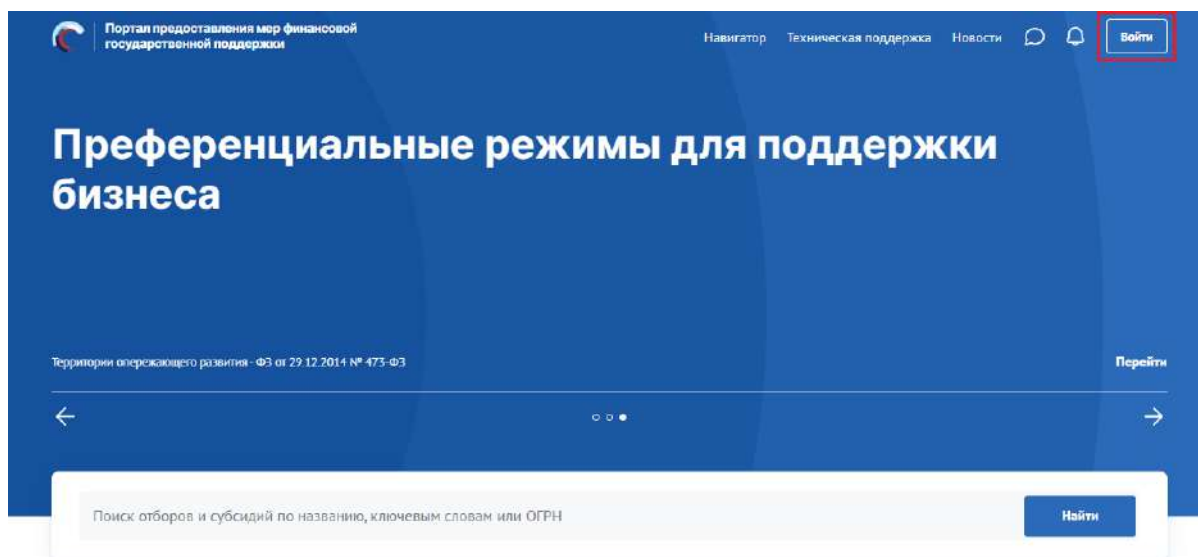 Портал предоставления мер финансовой
государственной поддержки
Навигатор Техническая поддержка Новости Войти
Преференциальные режимы для поддержки
бизнеса
Территории опережающего развития - ФЗ от 29.12.2014 № 473-ФЗ
Перейти
Поиск отборов и субсидий по названию, ключевым словам или ОГРН
Найти